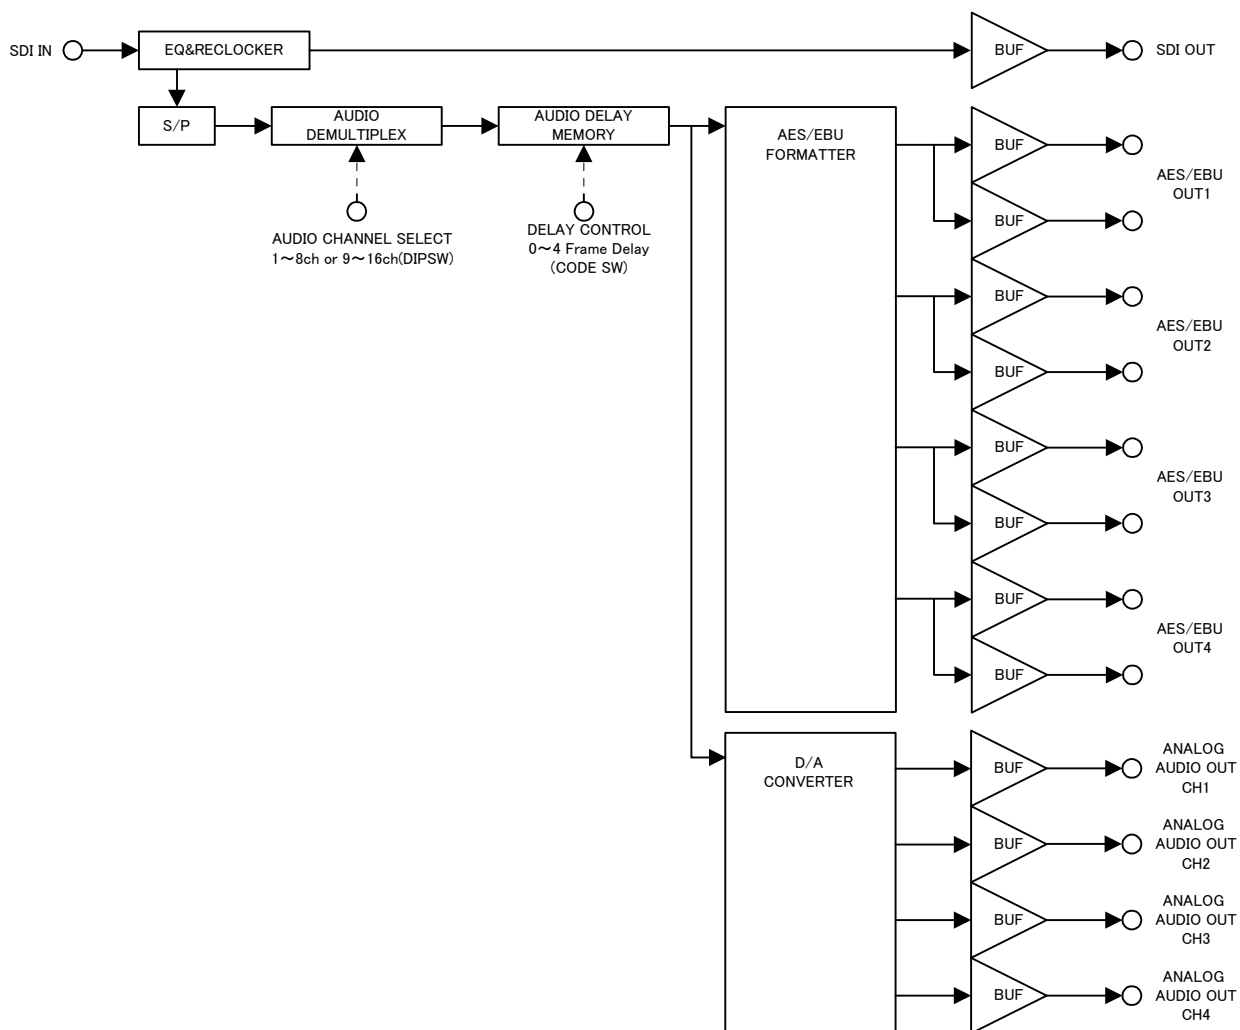 SDI IN
EQ&RECLOCKER
BUF
SDI OUT
S/P
AUDIO
DEMULTIPLEX
AUDIO DELAY
MEMORY
AES/EBU
FORMATTER
AUDIO CHANNEL SELECT
1～8ch or 9～16ch(DIPSW)
DELAY CONTROL
0～4 Frame Delay
(CODE SW)
BUF
BUF
AES/EBU
OUT1
BUF
BUF
AES/EBU
OUT2
BUF
BUF
AES/EBU
OUT3
BUF
BUF
AES/EBU
OUT4
D/A
CONVERTER
BUF
ANALOG
AUDIO OUT
CH1
BUF
ANALOG
AUDIO OUT
CH2
BUF
ANALOG
AUDIO OUT
CH3
BUF
ANALOG
AUDIO OUT
CH4